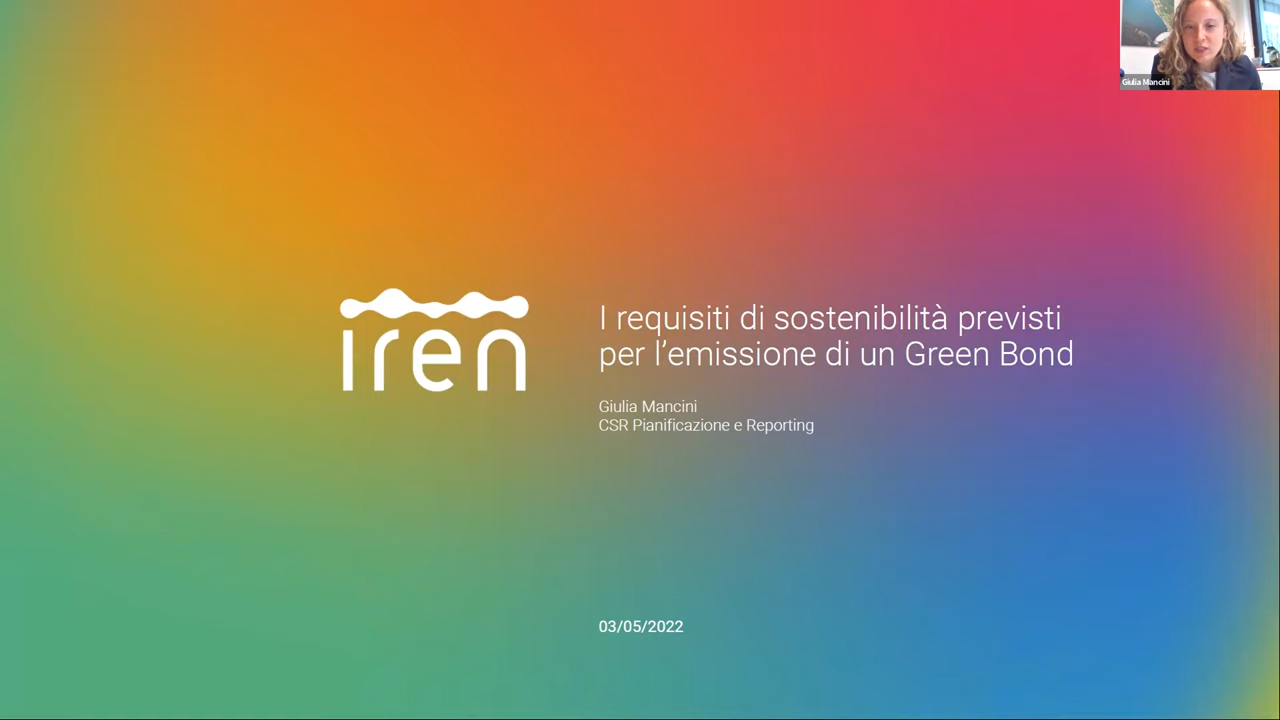 Giulia Mancini
iren
I requisiti di sostenibilità previsti
per l'emissione di un Green Bond
Giulia Mancini
CSR Pianificazione e Reporting
03/05/2022